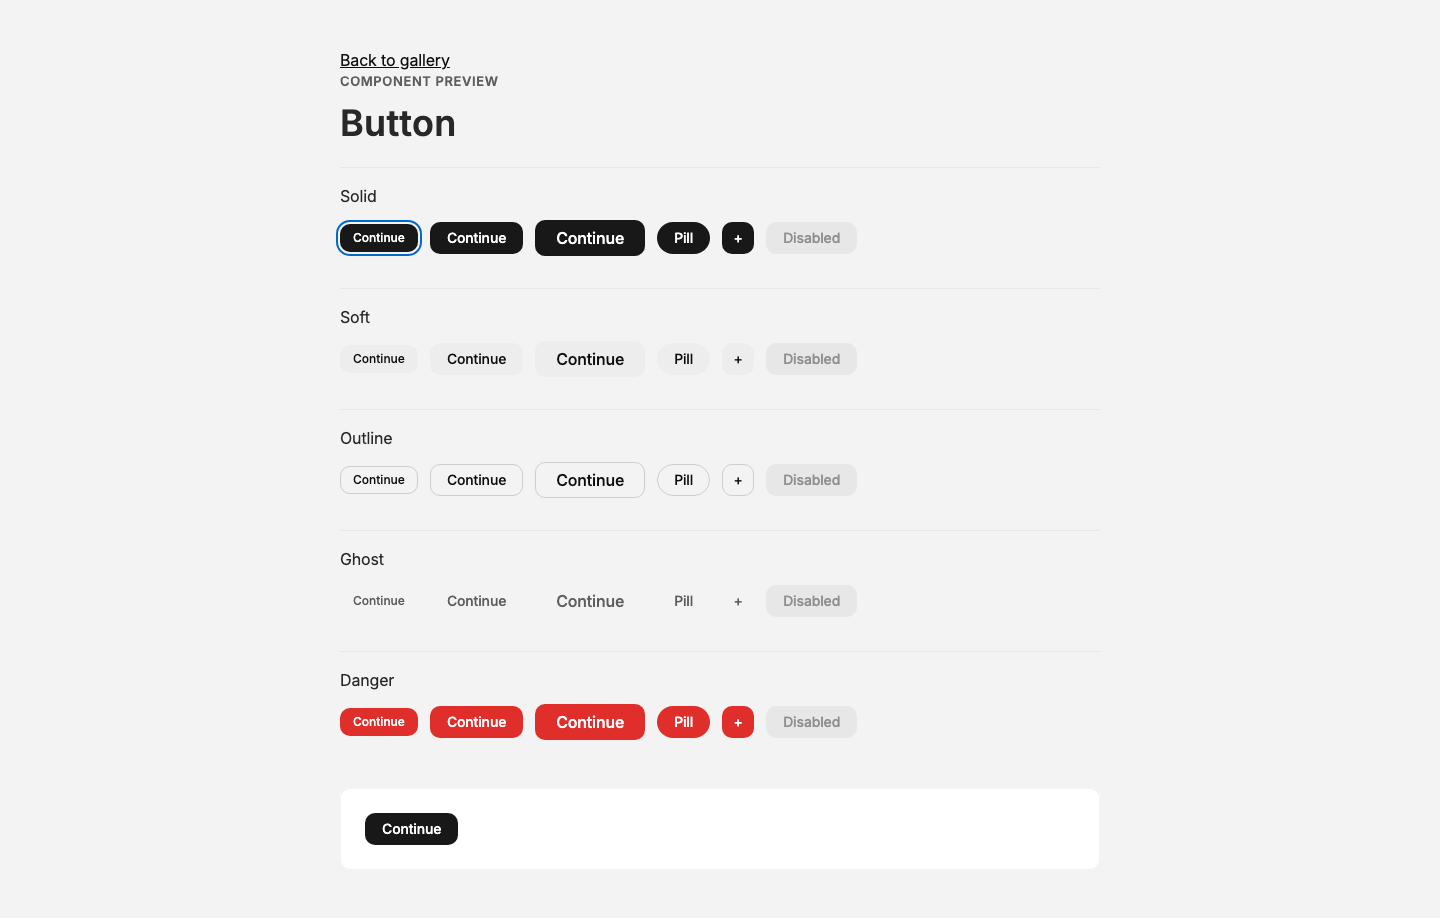 Back to gallery
COMPONENT PREVIEW
Button
Solid
Continue Continue Continue Pill + Disabled
Soft
Continue Continue Continue Pill + Disabled
Outline
Continue Continue Continue Pill + Disabled
Ghost
Continue Continue Continue Pill + Disabled
Danger
Continue Continue Continue Pill + Disabled
Continue